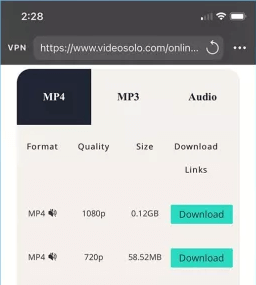 2:28
VPN https://www.videosolo.com/onlin...
MP4 MP3 Audio
Format Quality Size Download
Links
MP4 1080p 0.12GB Download
MP4 720p 58.52MB Download